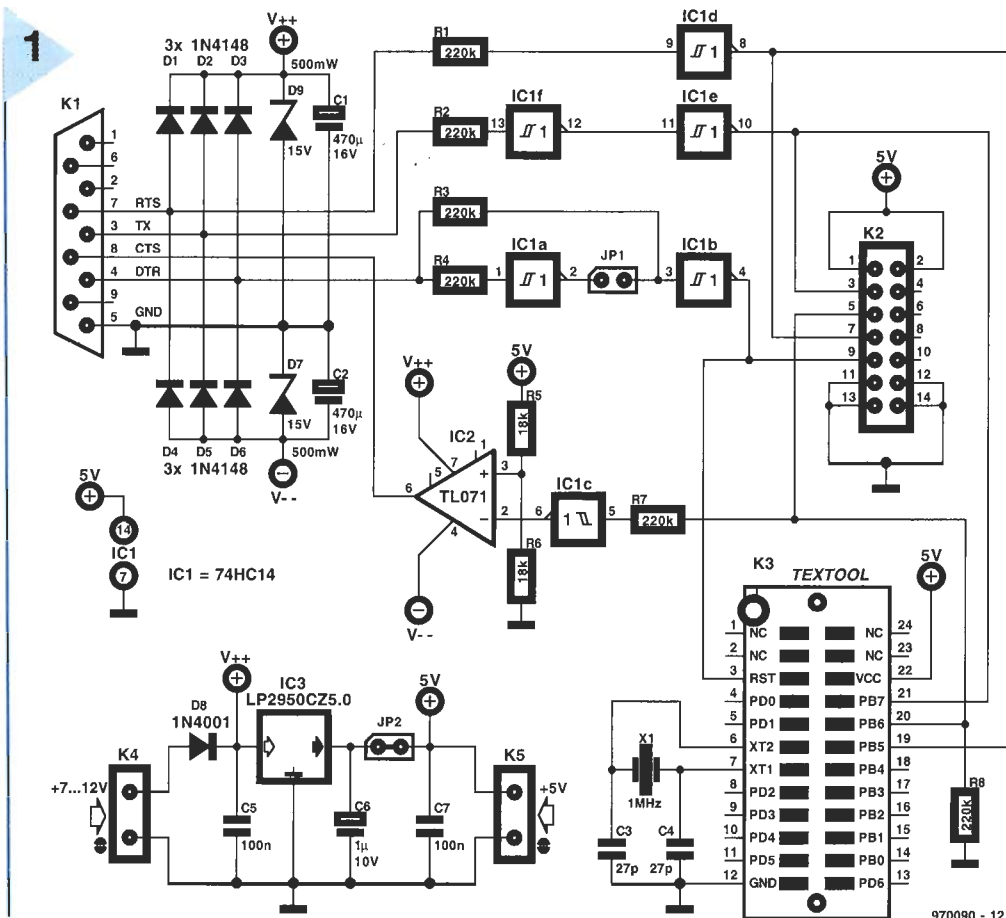 1
V++
3x 1N4148
D1 D2 D3
500mW
D9
15V
C1
470µ
16V
K1
1
6
2
7 RTS
3 TX
8 CTS
4 DTR
9
5 GND
D7
15V
C2
470µ
16V
D4 D5 D6
3x 1N4148
500mW
V--
R1
220k
9 IC1d 8
1
R2
220k
13 IC1f 12
1
11 IC1e 10
1
R3
220k
R4
220k
1 IC1a 2
1
JP1
3 IC1b 4
1
5V
K2
1 2
3 4
5 6
7 8
9 10
11 12
13 14
V++
5V
R5
18k
IC2
TL071
1
7
5
6
4
+ 3
– 2
R6
18k
V--
IC1c
6 1 5
R7
220k
5V
14
IC1
7
IC1 = 74HC14
K3
TEXTOOL
5V
1 NC NC 24
2 NC NC 23
3 RST VCC 22
4 PD0 PB7 21
5 PD1 PB6 20
6 XT2 PB5 19
7 XT1 PB4 18
8 PD2 PB3 17
9 PD3 PB2 16
10 PD4 PB1 15
11 PD5 PB0 14
12 GND PD6 13
X1
1MHz
C3
27p
C4
27p
R8
220k
V++
D8
1N4001
IC3
LP2950CZ5.0
JP2
5V
K4
+7...12V
C5
100n
C6
1µ
10V
C7
100n
K5
+5V
970090 - 12